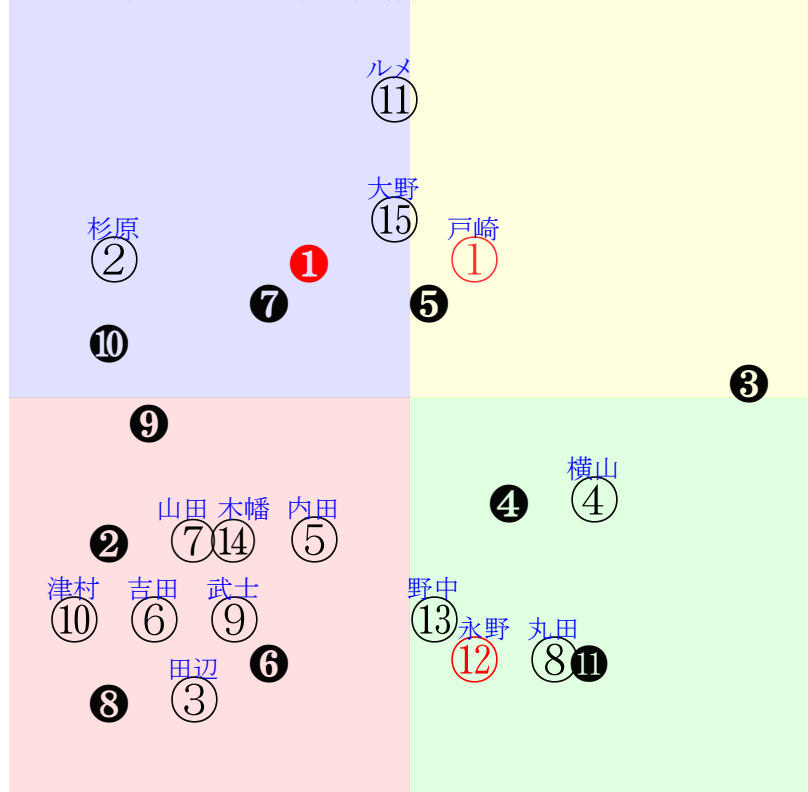 ルメ
⑪
大野
⑮
杉原
②
戸崎
①
❶
❼
❺
❿
❸
❾
横山
④
❹
山田
⑦
木幡
⑭
内田
⑤
❷
津村
⑩
吉田
⑥
武士
⑨
野中
⑬
永野
⑫
丸田
⑧
⓫
田辺
③
❻
❽